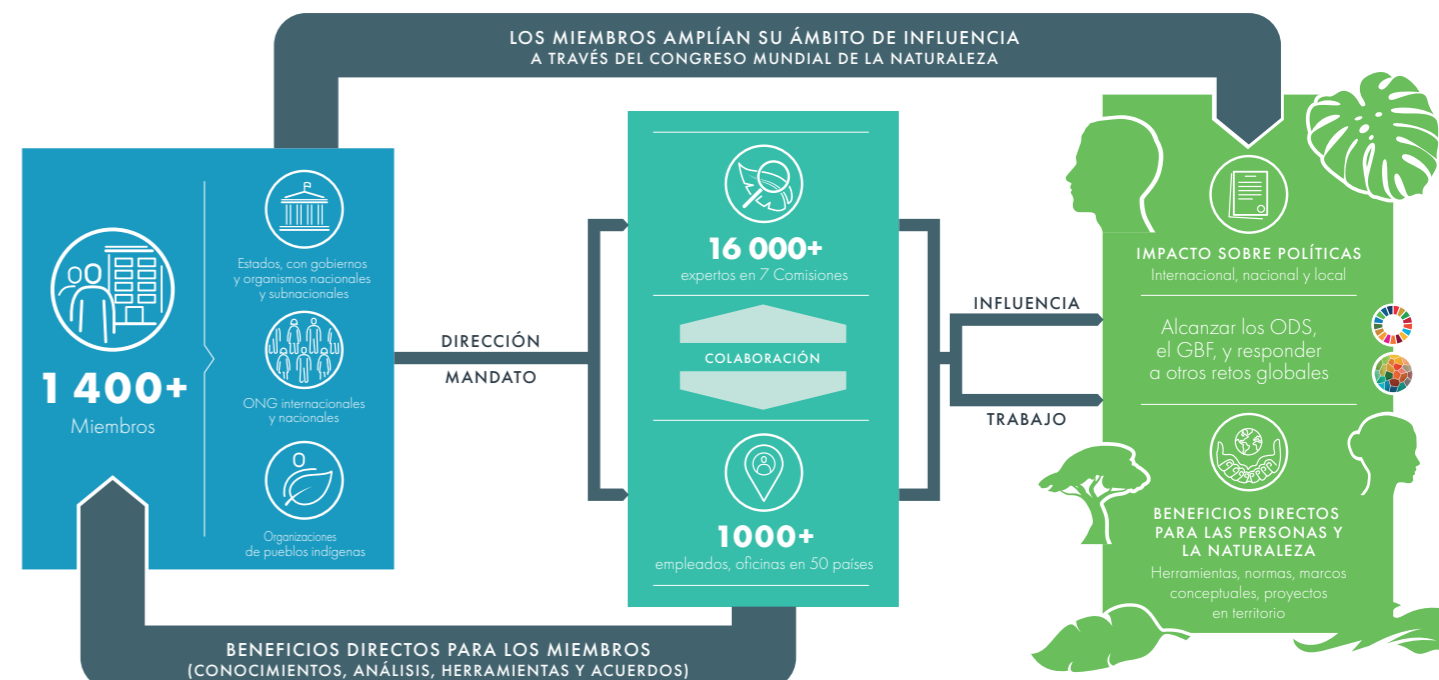 LOS MIEMBROS AMPLÍAN SU ÁMBITO DE INFLUENCIA
A TRAVÉS DEL CONGRESO MUNDIAL DE LA NATURALEZA
1 400+
Miembros
Estados, con gobiernos
y organismos nacionales
y subnacionales
ONG internacionales
y nacionales
Organizaciones
de pueblos indígenas
DIRECCIÓN
MANDATO
16 000+
expertos en 7 Comisiones
COLABORACIÓN
1000+
empleados, oficinas en 50 países
INFLUENCIA
TRABAJO
IMPACTO SOBRE POLÍTICAS
Internacional, nacional y local
Alcanzar los ODS,
el GBF, y responder
a otros retos globales
BENEFICIOS DIRECTOS
PARA LAS PERSONAS Y
LA NATURALEZA
Herramientas, normas, marcos
conceptuales, proyectos
en territorio
BENEFICIOS DIRECTOS PARA LOS MIEMBROS
(CONOCIMIENTOS, ANÁLISIS, HERRAMIENTAS Y ACUERDOS)